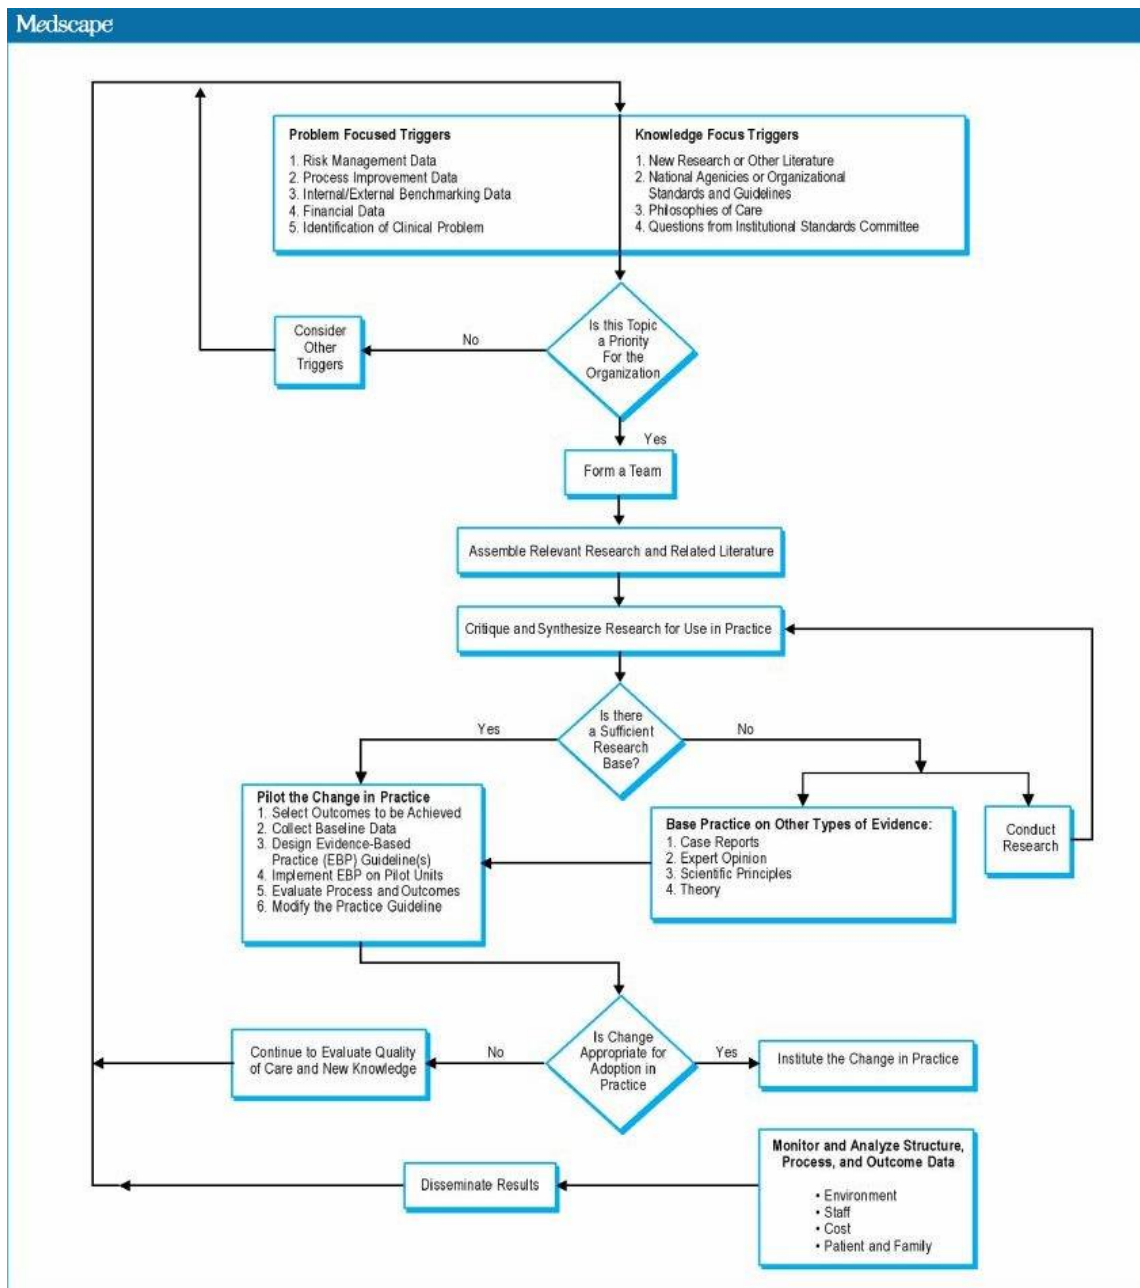 Medscape
Problem Focused Triggers
1. Risk Management Data
2. Process Improvement Data
3. Internal/External Benchmarking Data
4. Financial Data
5. Identification of Clinical Problem
Knowledge Focus Triggers
1. New Research or Other Literature
2. National Agencies or Organizational
Standards and Guidelines
3. Philosophies of Care
4. Questions from Institutional Standards Committee
Is this Topic
a Priority
For the
Organization
No
Consider
Other
Triggers
Yes
Form a Team
Assemble Relevant Research and Related Literature
Critique and Synthesize Research for Use in Practice
Is there
a Sufficient
Research
Base?
Yes
No
Pilot the Change in Practice
1. Select Outcomes to be Achieved
2. Collect Baseline Data
3. Design Evidence-Based
Practice (EBP) Guideline(s)
4. Implement EBP on Pilot Units
5. Evaluate Process and Outcomes
6. Modify the Practice Guideline
Base Practice on Other Types of Evidence:
1. Case Reports
2. Expert Opinion
3. Scientific Principles
4. Theory
Conduct
Research
Is Change
Appropriate for
Adoption in
Practice
No
Continue to Evaluate Quality
of Care and New Knowledge
Yes
Institute the Change in Practice
Monitor and Analyze Structure,
Process, and Outcome Data
• Environment
• Staff
• Cost
• Patient and Family
Disseminate Results